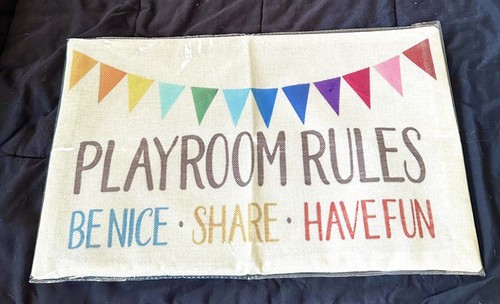 PLAYROOM RULES
BE NICE · SHARE · HAVE FUN